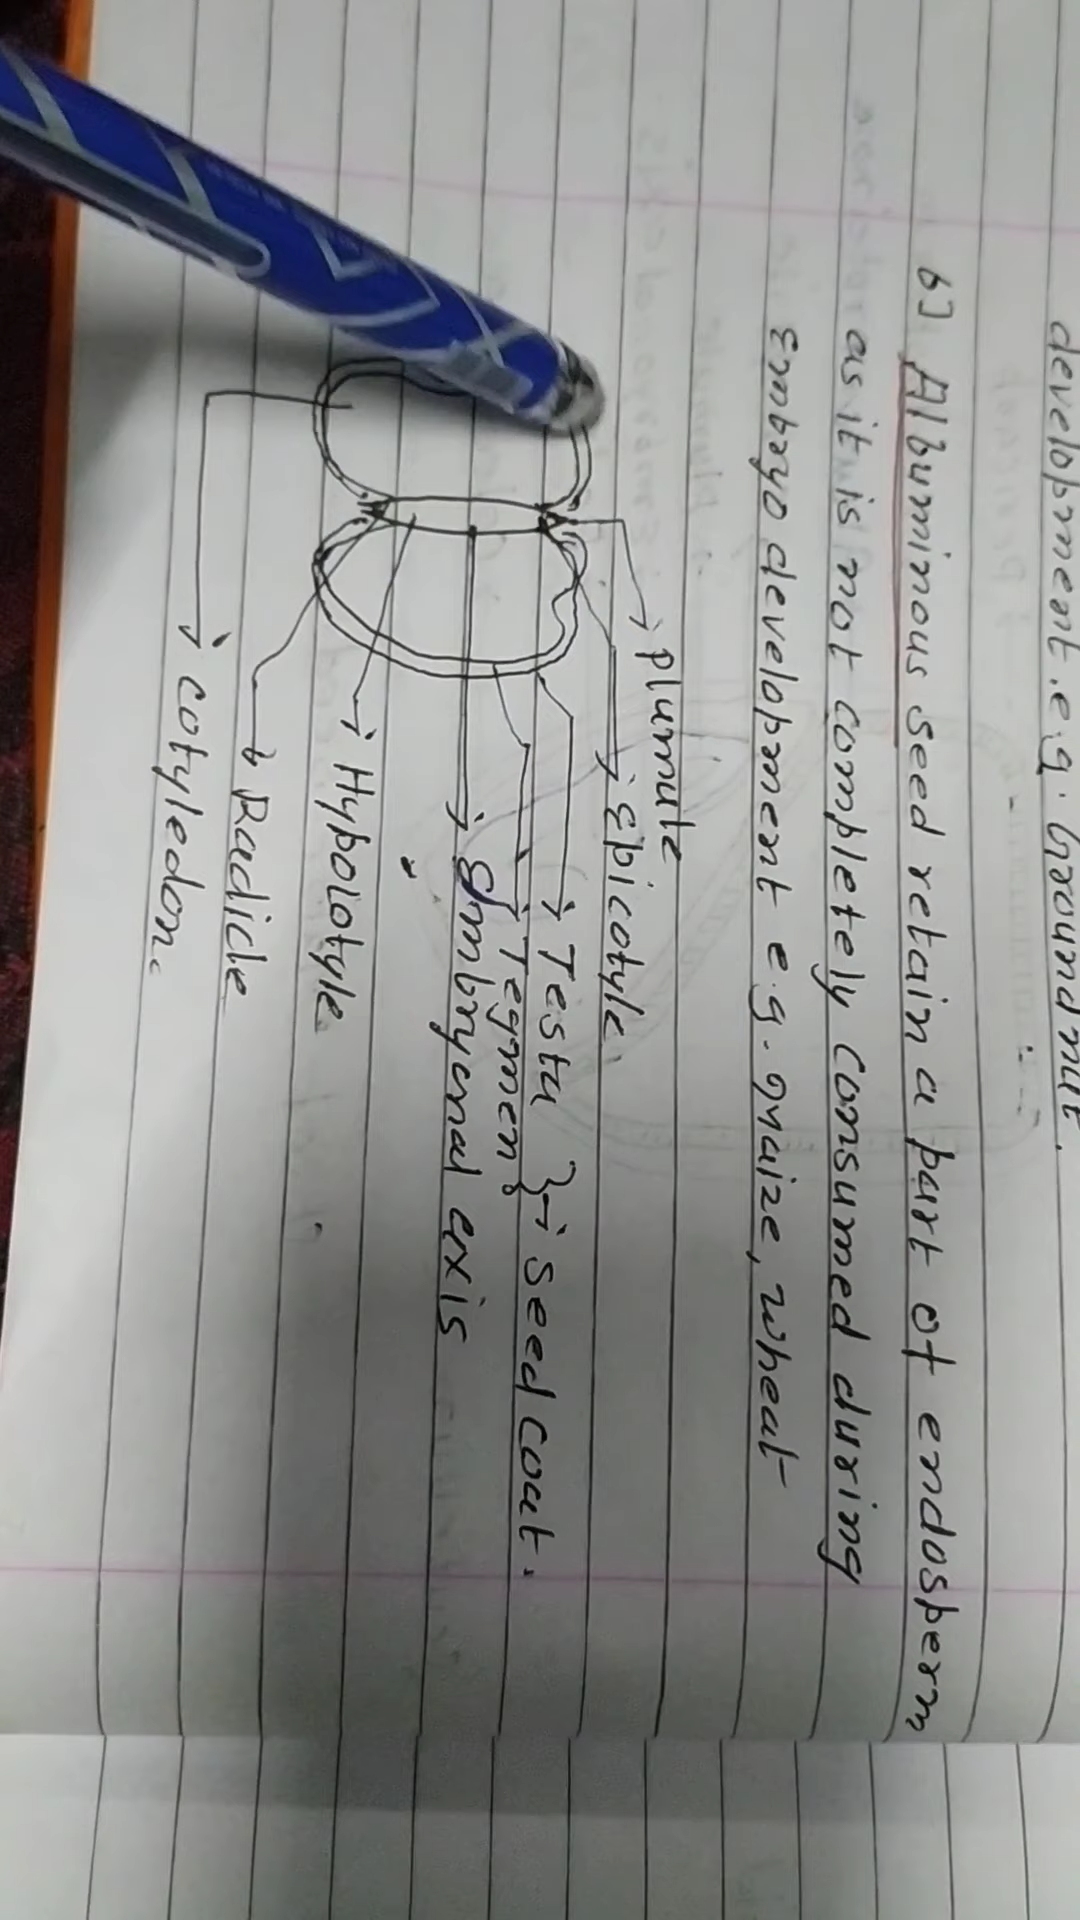 development. e.g. Groundnut.
b] Albuminous seed retain a part of endosperm
as it is not completely consumed during
Embryo development e.g. maize, wheat
plumule
Epicotyle.
Testa } → seed coat.
Tegmen
Embryonal axis
Hypolotyle
Radicle
cotyledon.